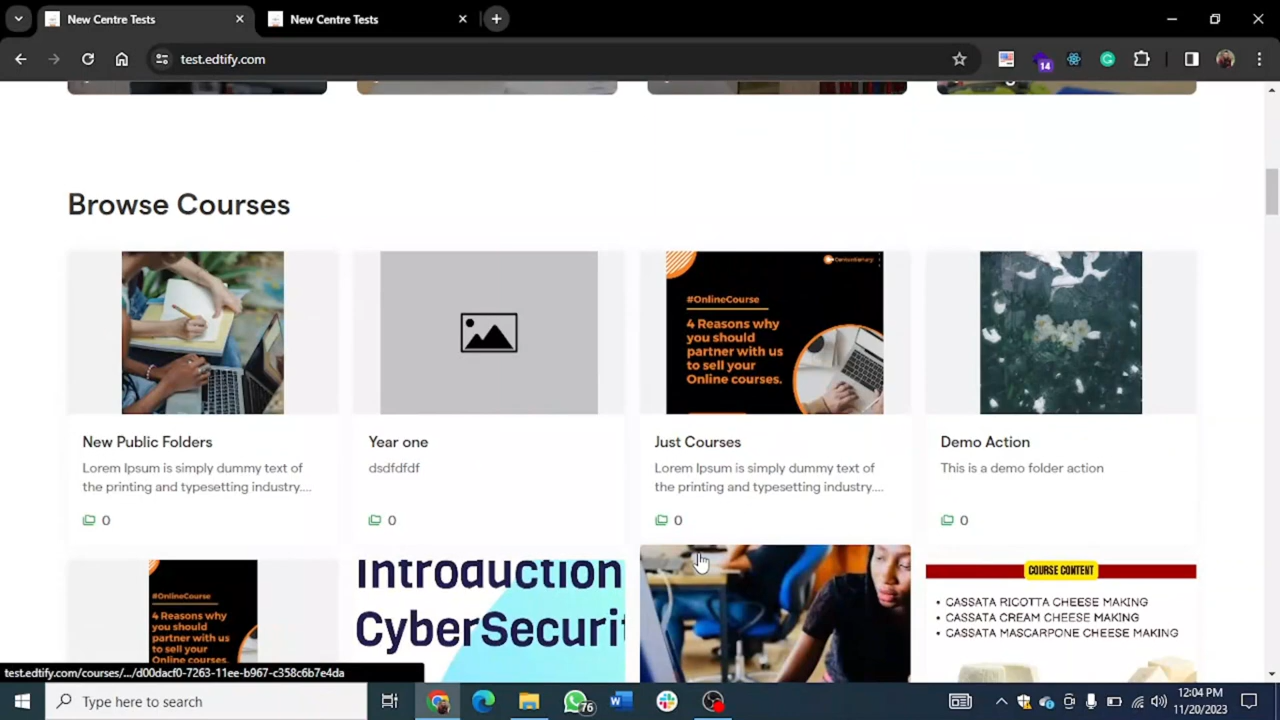 New Centre Tests
New Centre Tests
test.edtify.com
14
Browse Courses
#OnlineCourse
4 Reasons why
you should
partner with us
to sell your
Online courses.
New Public Folders
Lorem Ipsum is simply dummy text of
the printing and typesetting industry....
0
Year one
dsdfdfdf
0
Just Courses
Lorem Ipsum is simply dummy text of
the printing and typesetting industry....
0
Demo Action
This is a demo folder action
0
#OnlineCourse
4 Reasons why
you should
partner with us
to sell your
Online courses.
Introduction
CyberSecuri
COURSE CONTENT
• CASSATA RICOTTA CHEESE MAKING
• CASSATA CREAM CHEESE MAKING
• CASSATA MASCARPONE CHEESE MAKING
test.edtify.com/courses/.../d00dacf0-7263-11ee-b967-c358c6b7e4da
Type here to search
76
12:04 PM
11/20/2023